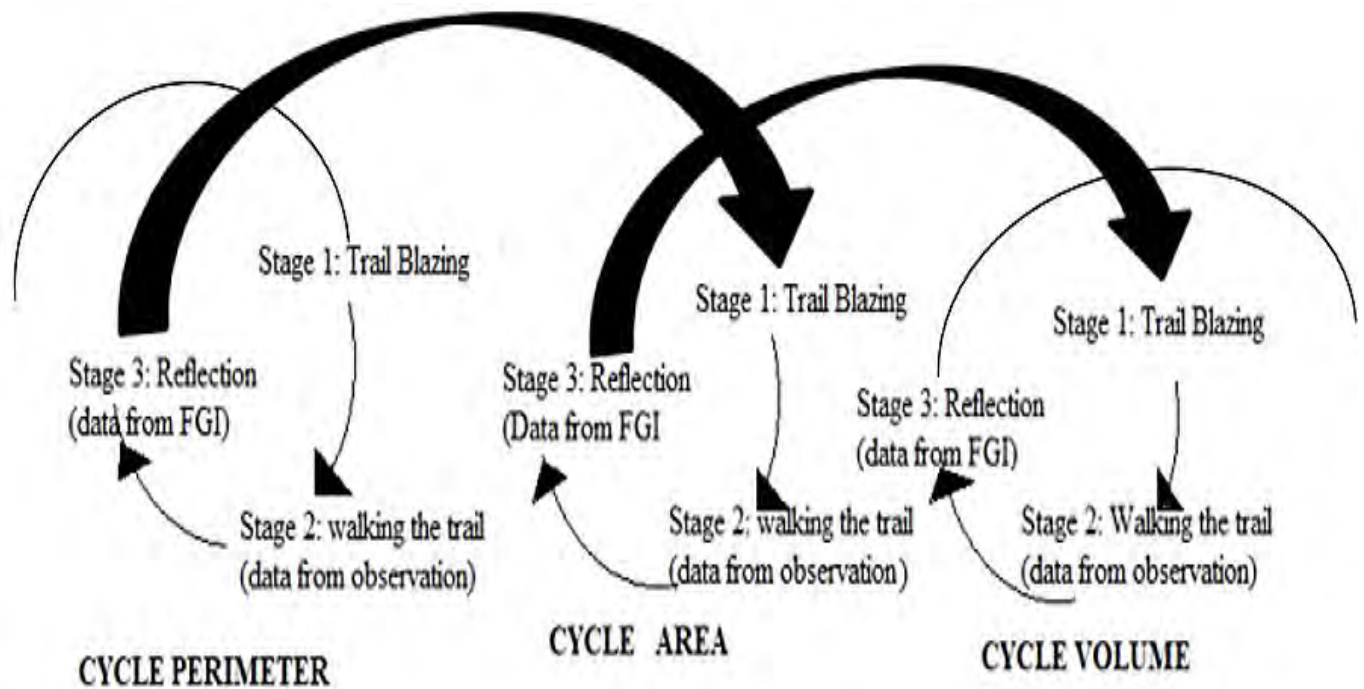 Stage 1: Trail Blazing
Stage 3: Reflection
(data from FGI)
Stage 2: walking the trail
(data from observation)
CYCLE PERIMETER
Stage 1: Trail Blazing
Stage 3: Reflection
(Data from FGI
Stage 2: walking the trail
(data from observation)
CYCLE AREA
Stage 1: Trail Blazing
Stage 3: Reflection
(data from FGI)
Stage 2: Walking the trail
(data from observation)
CYCLE VOLUME